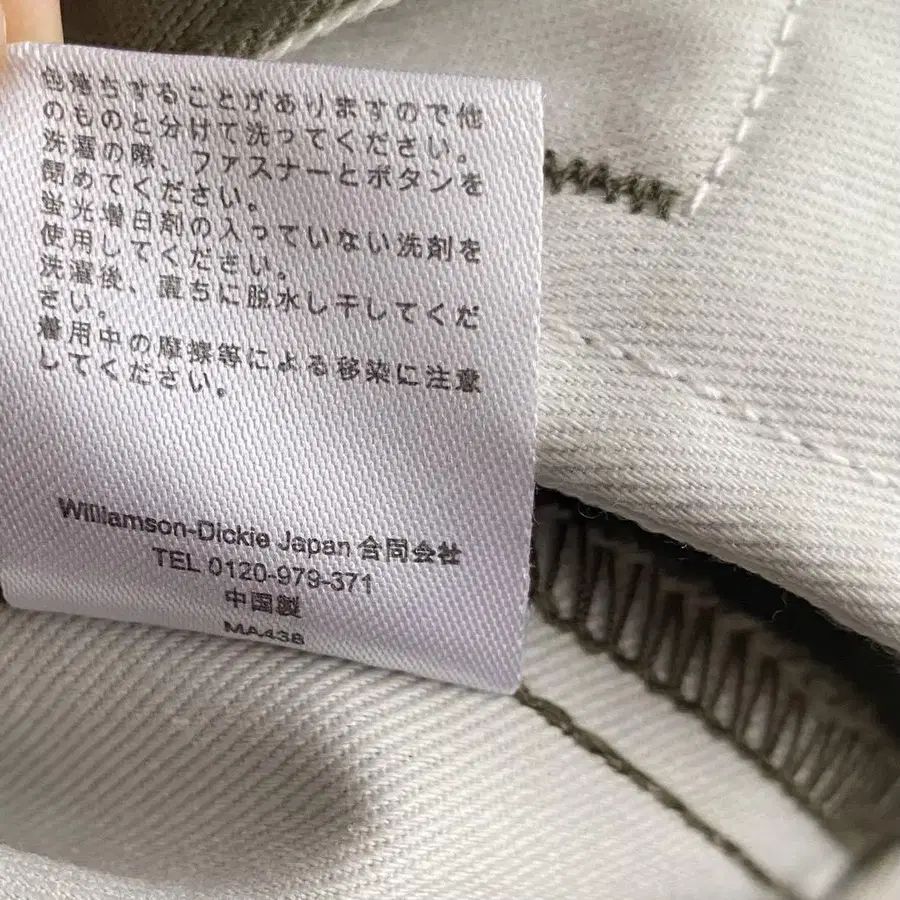 色落ちすることがありますので他
のものと分けて洗ってください。
洗濯の際、ファスナーとボタンを
閉めてください。
蛍光増白剤の入っていない洗剤を
使用してください。
洗濯後、直ちに脱水し干してくだ
さい。
着用中の摩擦等による移染に注意
してください。
Williamson-Dickie Japan 合同会社
TEL 0120-979-371
中国製
MA438